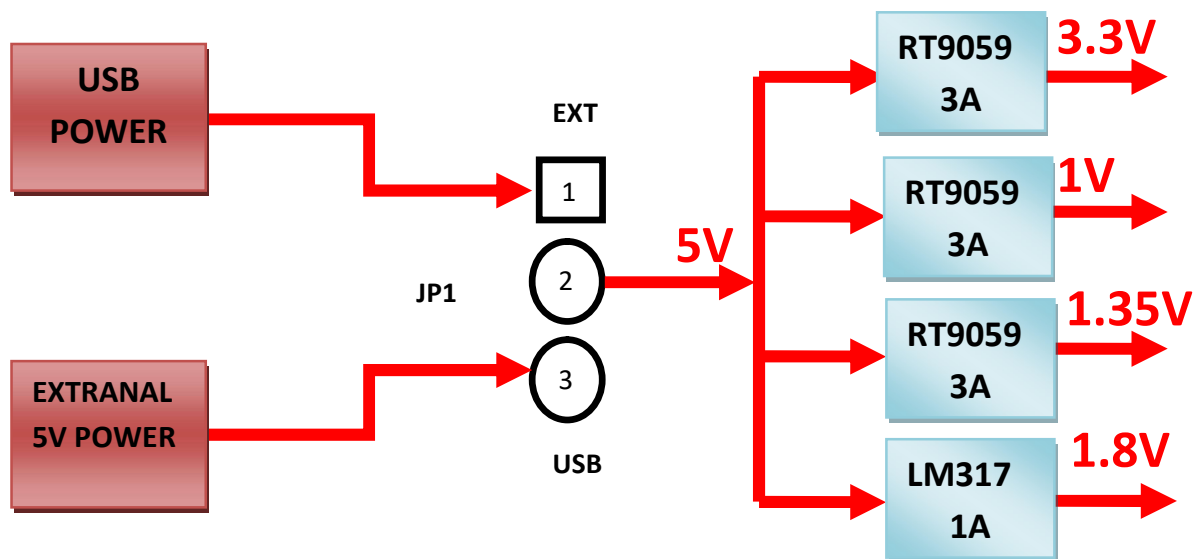 USB
POWER
EXTRANAL
5V POWER
EXT
1
2
3
JP1
USB
5V
RT9059
3A
3.3V
RT9059
3A
1V
RT9059
3A
1.35V
LM317
1A
1.8V